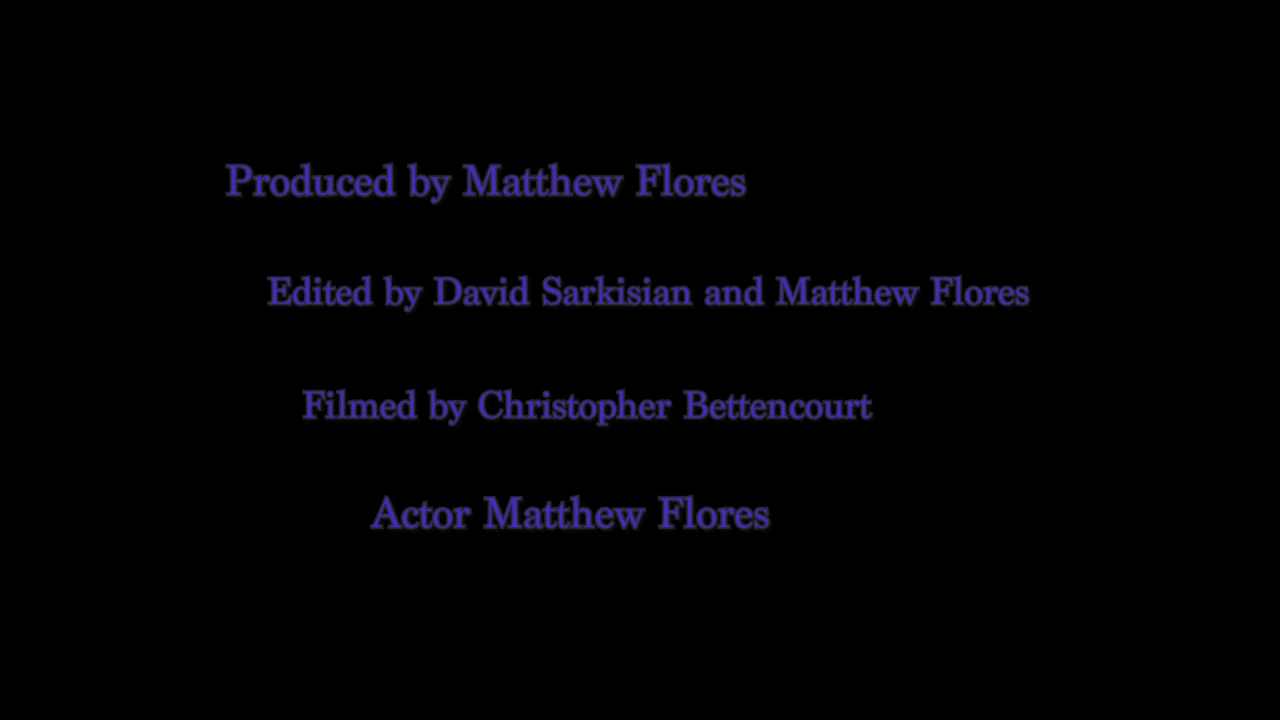 Produced by Matthew Flores
Edited by David Sarkisian and Matthew Flores
Filmed by Christopher Bettencourt
Actor Matthew Flores